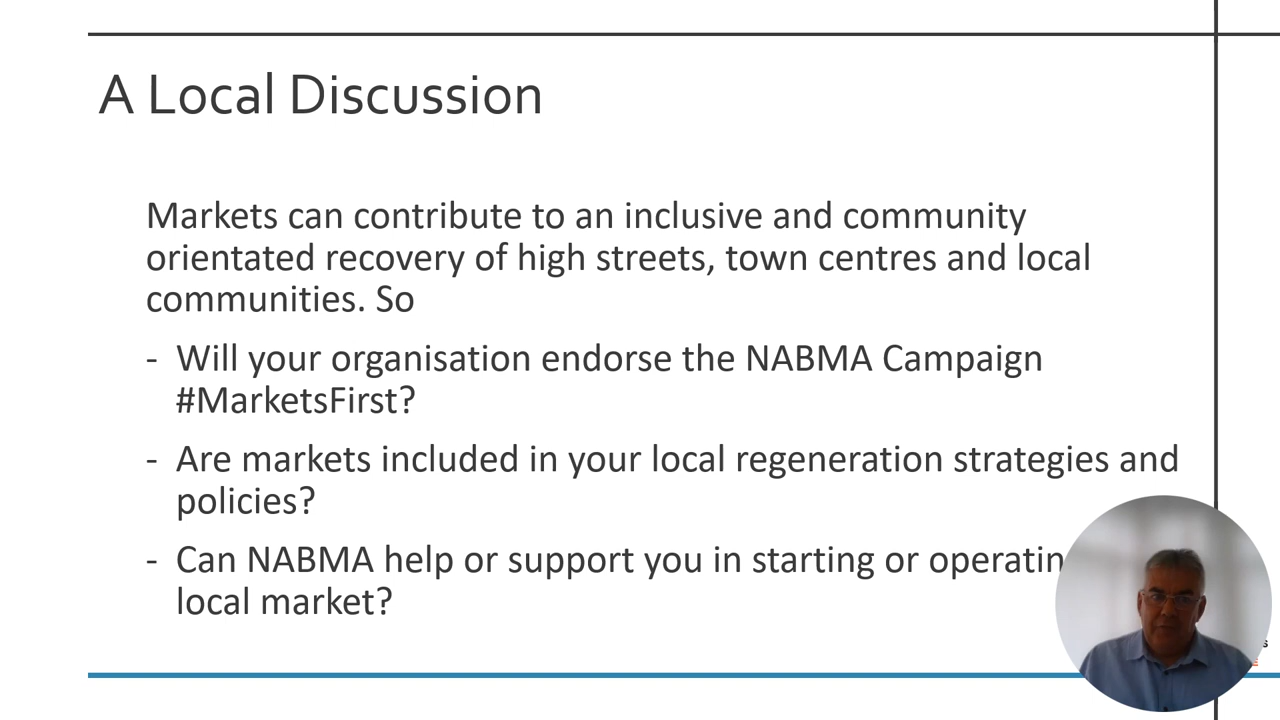 A Local Discussion
Markets can contribute to an inclusive and community
orientated recovery of high streets, town centres and local
communities. So
- Will your organisation endorse the NABMA Campaign
#MarketsFirst?
- Are markets included in your local regeneration strategies and
policies?
- Can NABMA help or support you in starting or
local market?